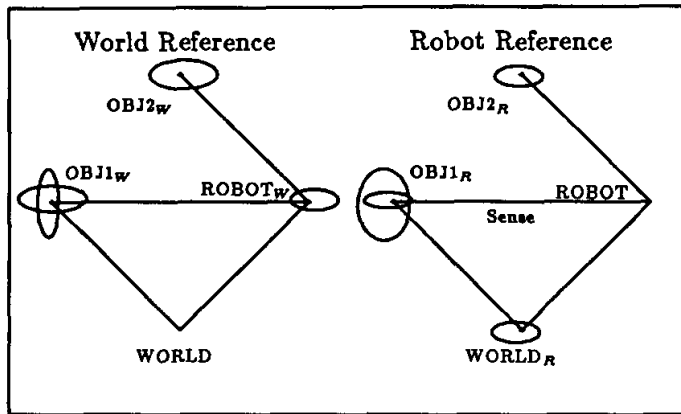 World Reference
OBJ2W
OBJ1W
ROBOTW
WORLD
Robot Reference
OBJ2R
OBJ1R
ROBOT
Sense
WORLDR